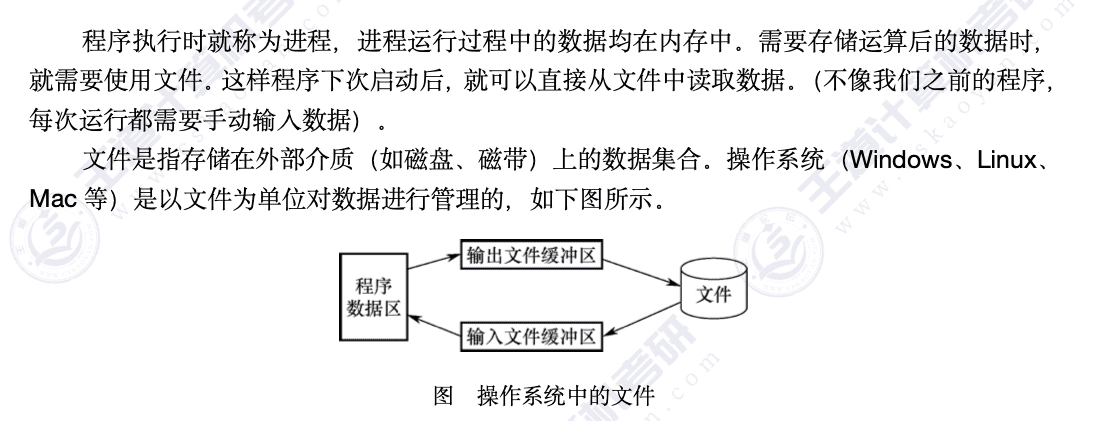 程序执行时就称为进程，进程运行过程中的数据均在内存中。需要存储运算后的数据时，
就需要使用文件。这样程序下次启动后，就可以直接从文件中读取数据。（不像我们之前的程序，
每次运行都需要手动输入数据）。
文件是指存储在外部介质（如磁盘、磁带）上的数据集合。操作系统（Windows、Linux、
Mac 等）是以文件为单位对数据进行管理的，如下图所示。
输出文件缓冲区
程序
数据区
文件
输入文件缓冲区
图 操作系统中的文件
王道计算机考研